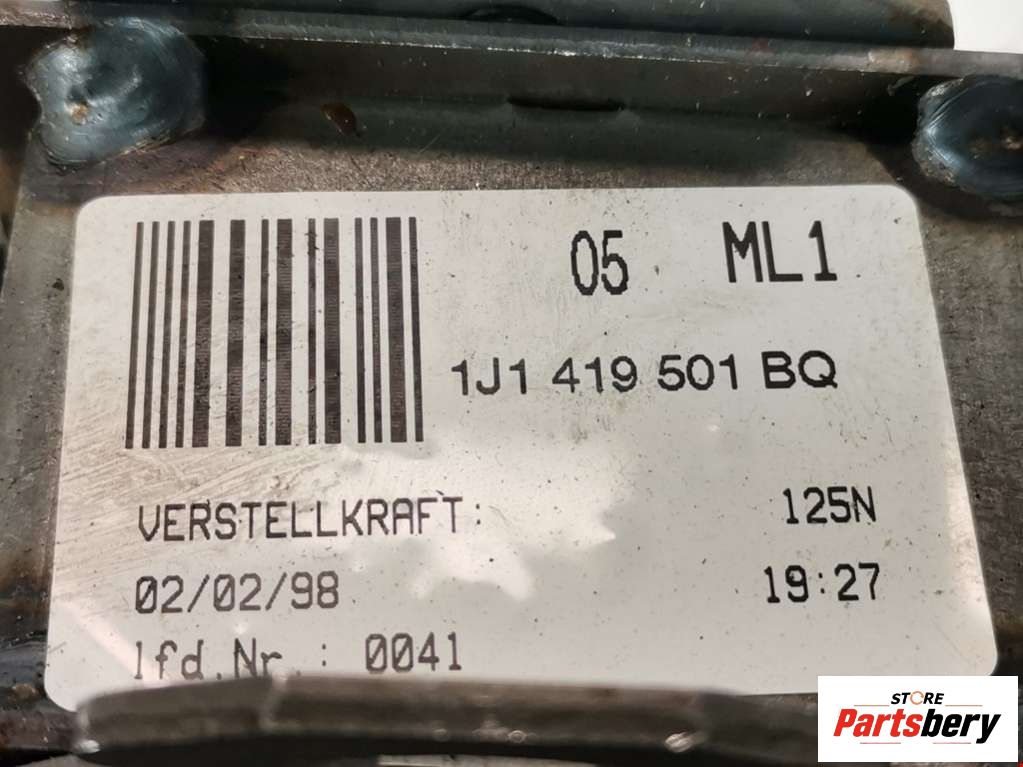 05 ML1
1J1 419 501 BQ
VERSTELLKRAFT: 125N
02/02/98 19:27
lfd.Nr.: 0041
STORE
Partsbery